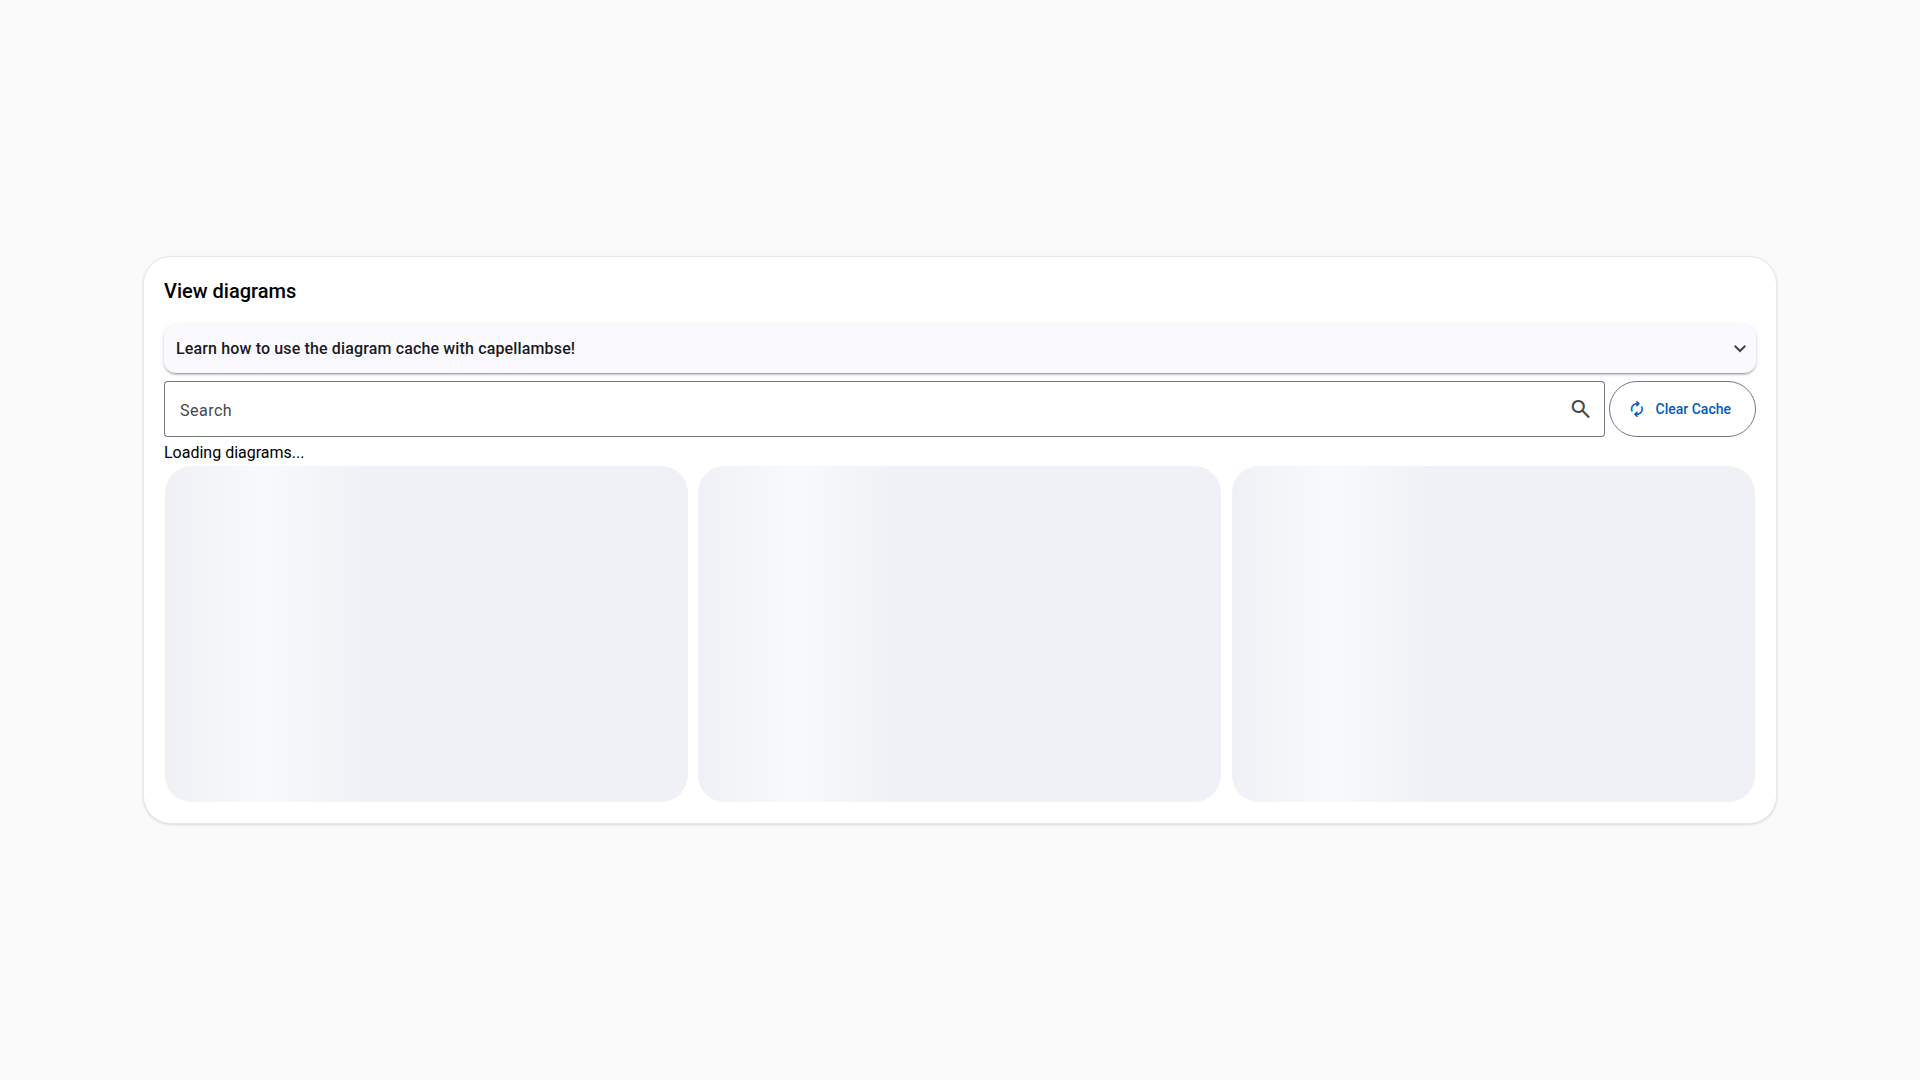 View diagrams
Learn how to use the diagram cache with capellambse!
Search
Clear Cache
Loading diagrams...